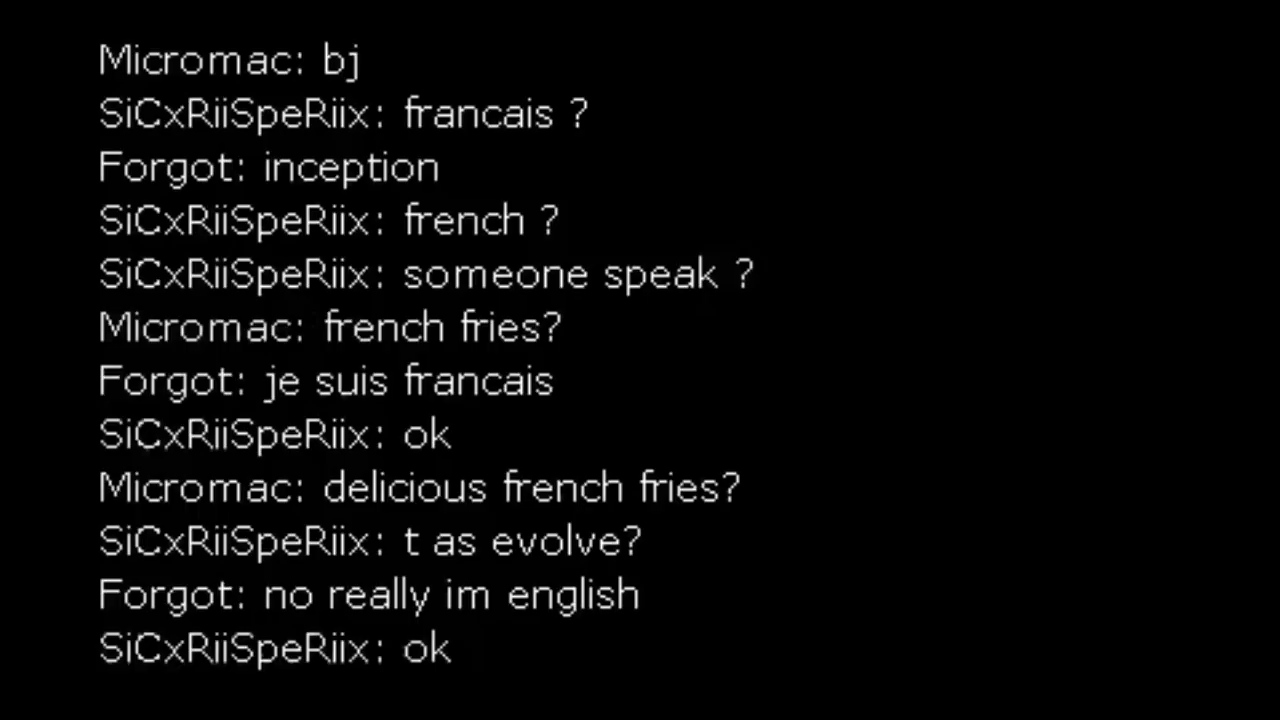 Micromac: bj
SiCxRiiSpeRiix: francais ?
Forgot: inception
SiCxRiiSpeRiix: french ?
SiCxRiiSpeRiix: someone speak ?
Micromac: french fries?
Forgot: je suis francais
SiCxRiiSpeRiix: ok
Micromac: delicious french fries?
SiCxRiiSpeRiix: t as evolve?
Forgot: no really im english
SiCxRiiSpeRiix: ok